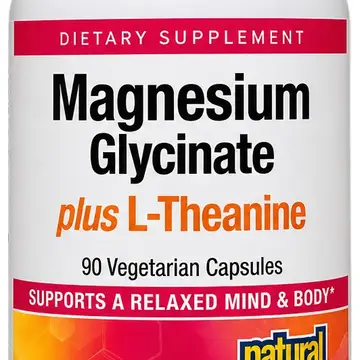 DIETARY SUPPLEMENT
Magnesium
Glycinate
plus L-Theanine
90 Vegetarian Capsules
SUPPORTS A RELAXED MIND & BODY*
natural